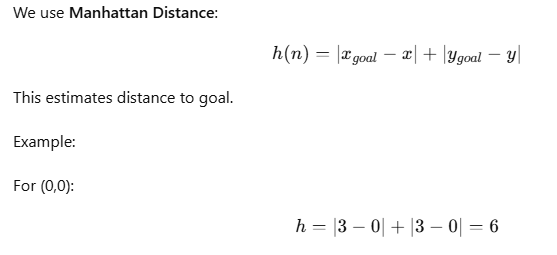 We use Manhattan Distance:
h(n) = |x_goal − x| + |y_goal − y|
This estimates distance to goal.
Example:
For (0,0):
h = |3 − 0| + |3 − 0| = 6